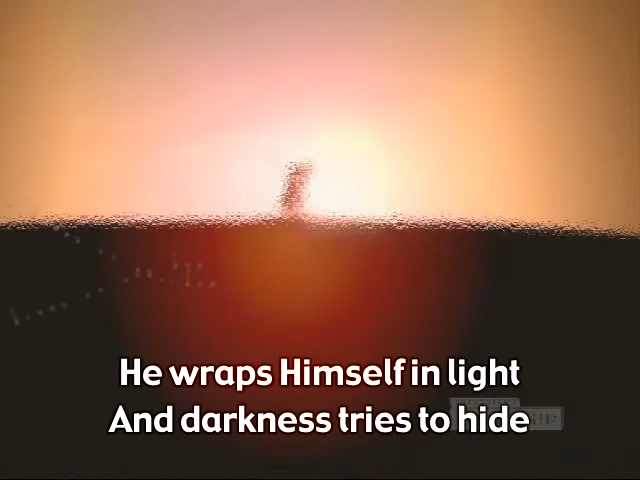 He wraps Himself in light
And darkness tries to hide